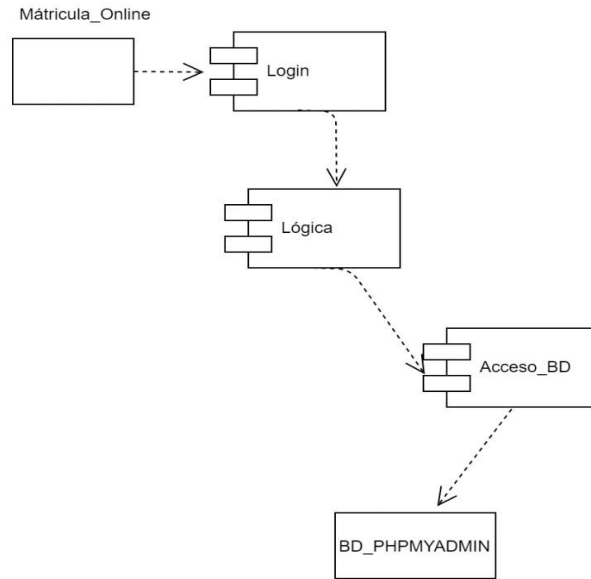 Mátricula_Online
Login
Lógica
Acceso_BD
BD_PHPMYADMIN